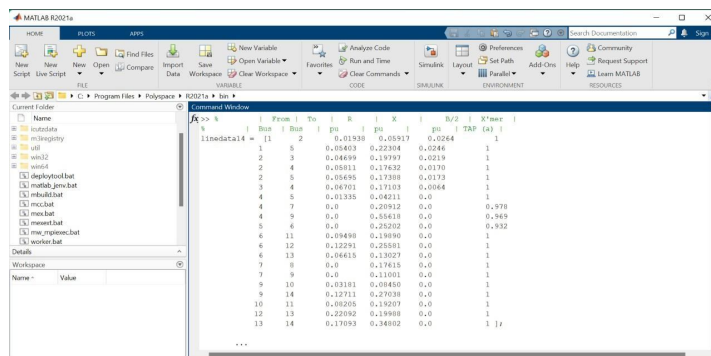 MATLAB R2021a
HOME PLOTS APPS
Search Documentation Sign
New Script
New Live Script
New
Open
Find Files
Compare
Import Data
Save Workspace
New Variable
Open Variable
Clear Workspace
Favorites
Analyze Code
Run and Time
Clear Commands
Simulink
Layout
Preferences
Set Path
Parallel
Add-Ons
Help
Community
Request Support
Learn MATLAB
FILE VARIABLE CODE SIMULINK ENVIRONMENT RESOURCES
C: Program Files Polyspace R2021a bin
Current Folder
Name
icutzdata
m3iregistry
util
win32
win64
deploytool.bat
matlab_jenv.bat
mbuild.bat
mcc.bat
mex.bat
mexext.bat
mw_mpiexec.bat
worker.bat
Details
Workspace
Name Value
Command Window
fx >> % | From | To | R | X | B/2 | X'mer |
% | Bus | Bus | pu | pu | pu | TAP (a) |
linedata14 = [1 2 0.01938 0.05917 0.0264 1
1 5 0.05403 0.22304 0.0246 1
2 3 0.04699 0.19797 0.0219 1
2 4 0.05811 0.17632 0.0170 1
2 5 0.05695 0.17388 0.0173 1
3 4 0.06701 0.17103 0.0064 1
4 5 0.01335 0.04211 0.0 1
4 7 0.0 0.20912 0.0 0.978
4 9 0.0 0.55618 0.0 0.969
5 6 0.0 0.25202 0.0 0.932
6 11 0.09498 0.19890 0.0 1
6 12 0.12291 0.25581 0.0 1
6 13 0.06615 0.13027 0.0 1
7 8 0.0 0.17615 0.0 1
7 9 0.0 0.11001 0.0 1
9 10 0.03181 0.08450 0.0 1
9 14 0.12711 0.27038 0.0 1
10 11 0.08205 0.19207 0.0 1
12 13 0.22092 0.19988 0.0 1
13 14 0.17093 0.34802 0.0 1 ];
...